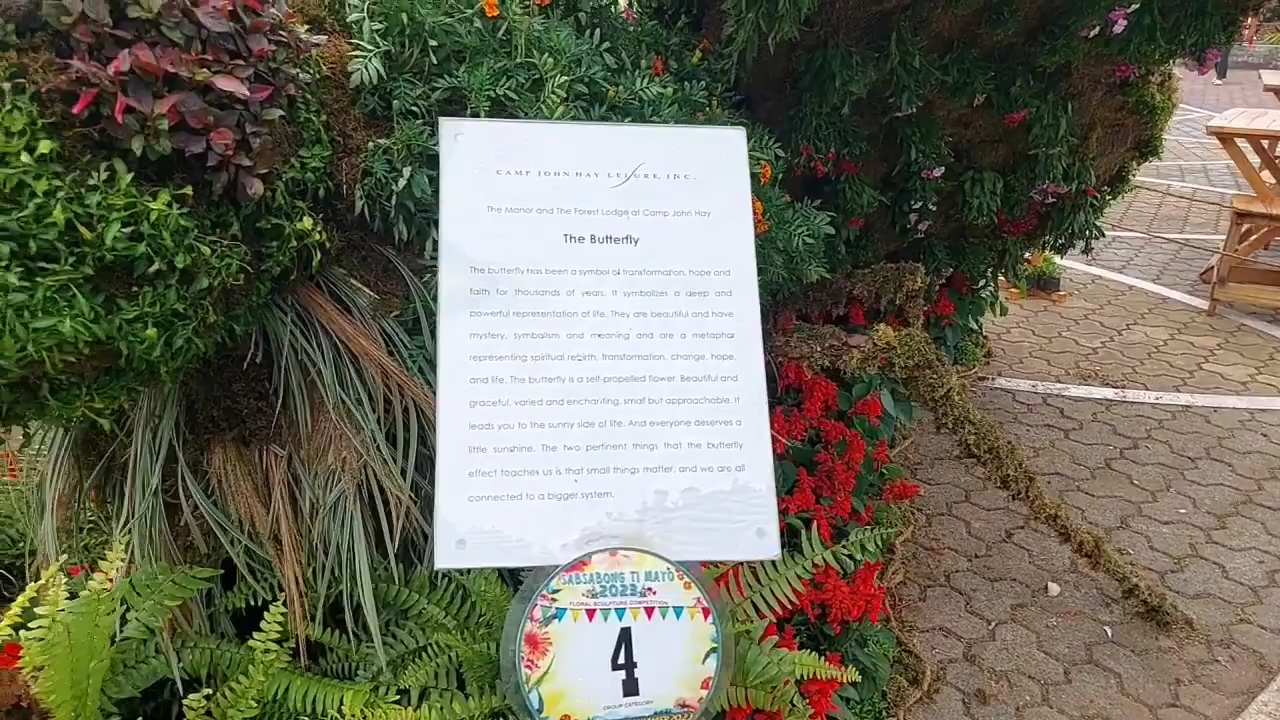 CAMP JOHN HAY LEISURE, INC.
The Manor and The Forest Lodge at Camp John Hay
The Butterfly
The butterfly has been a symbol of transformation, hope and
faith for thousands of years. It symbolizes a deep and
powerful representation of life. They are beautiful and have
mystery, symbolism and meaning and are a metaphor
representing spiritual rebirth, transformation, change, hope,
and life. The butterfly is a self-propelled flower. Beautiful and
graceful, varied and enchanting, small but approachable. It
leads you to the sunny side of life. And everyone deserves a
little sunshine. The two pertinent things that the butterfly
effect teaches us is that small things matter, and we are all
connected to a bigger system.
SABSABONG TI MAYO
2023
FLORAL SCULPTURE COMPETITION
4
GROUP CATEGORY